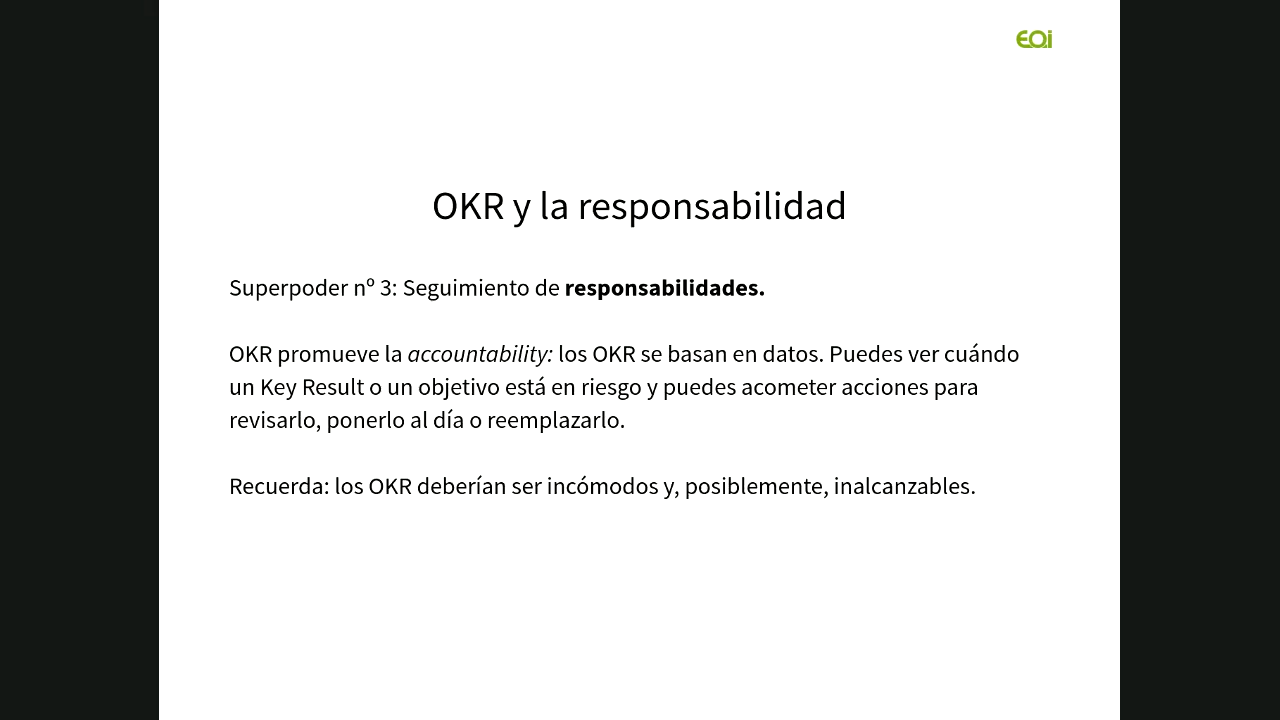 eoi
OKR y la responsabilidad
Superpoder nº 3: Seguimiento de responsabilidades.
OKR promueve la accountability: los OKR se basan en datos. Puedes ver cuándo
un Key Result o un objetivo está en riesgo y puedes acometer acciones para
revisarlo, ponerlo al día o reemplazarlo.
Recuerda: los OKR deberían ser incómodos y, posiblemente, inalcanzables.